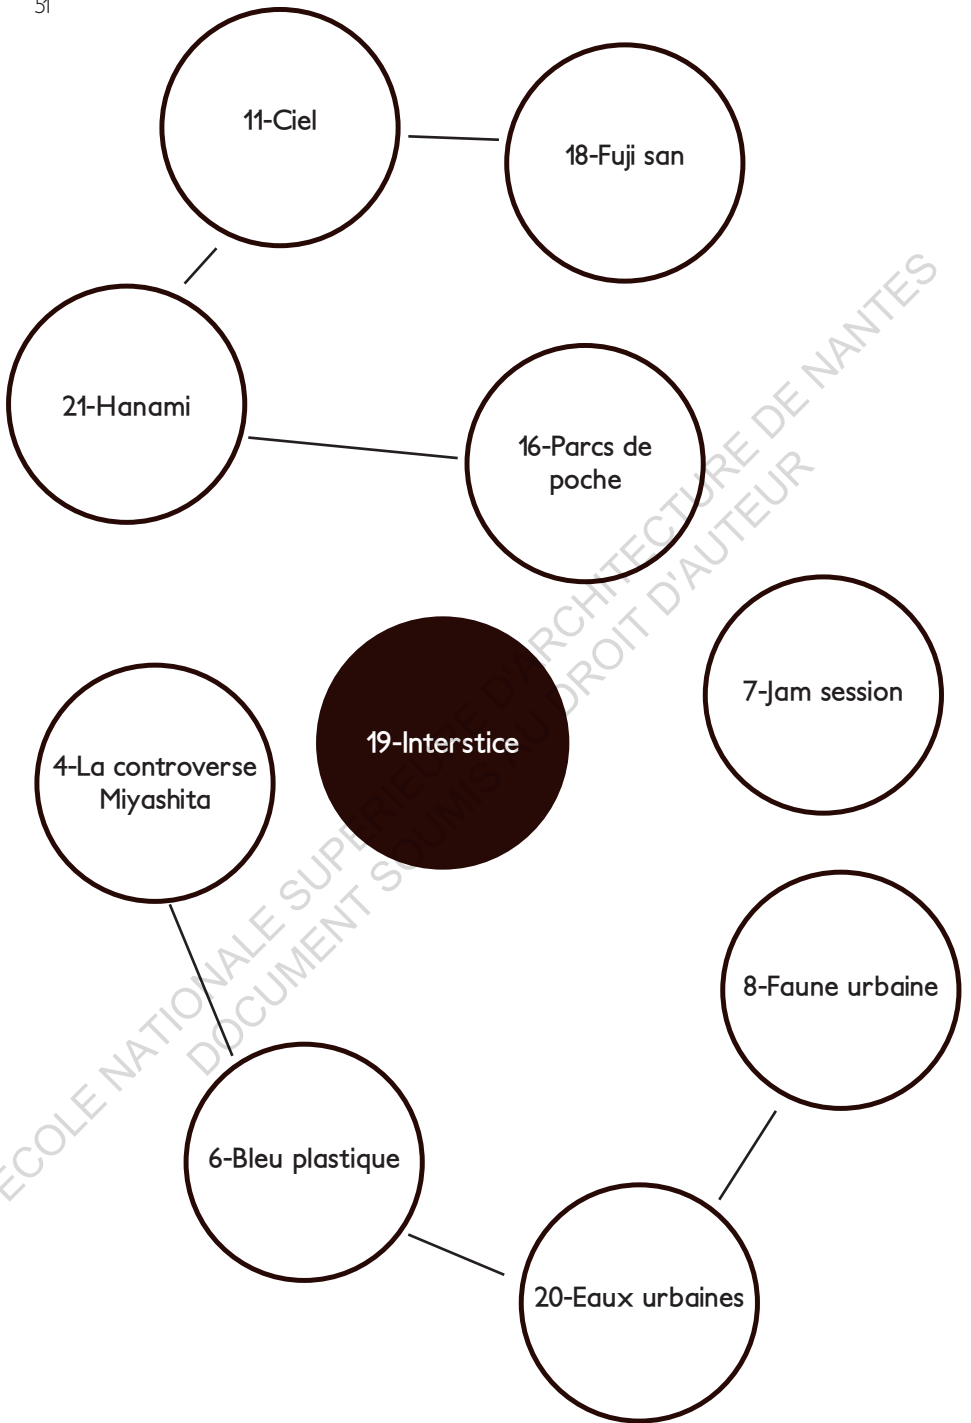 51
11-Ciel
18-Fuji san
21-Hanami
16-Parcs de
poche
7-Jam session
19-Interstice
4-La controverse
Miyashita
8-Faune urbaine
6-Bleu plastique
20-Eaux urbaines
ECOLE NATIONALE SUPERIEURE D'ARCHITECTURE DE NANTES
DOCUMENT SOUMIS AU DROIT D'AUTEUR